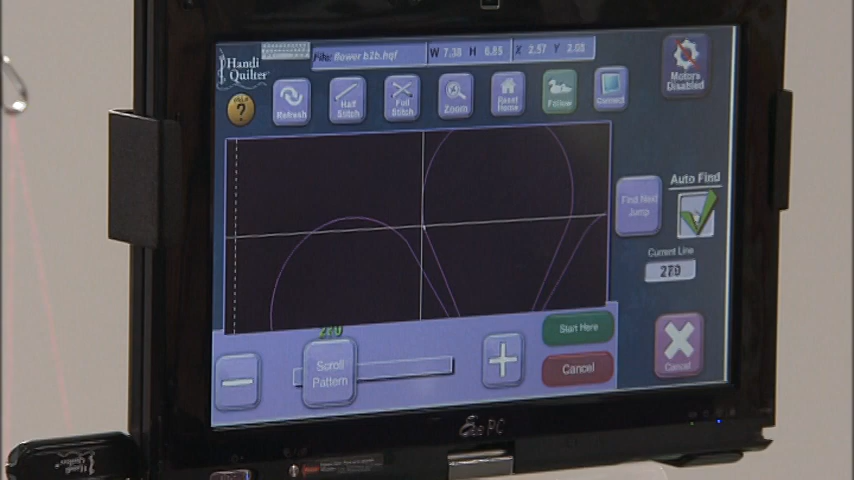 Handi Quilter
File: flower b2b.hqf
W 7.38 H 6.85 X 2.57 Y 2.05
HELP
?
Refresh
Half Stitch
Full Stitch
Zoom
Reset Home
Follow
Connect
Motors Disabled
Auto Find
Find Next Jump
Current Line
270
270
Scroll Pattern
Start Here
Cancel
Cancel
Eee PC
Handi Quilter